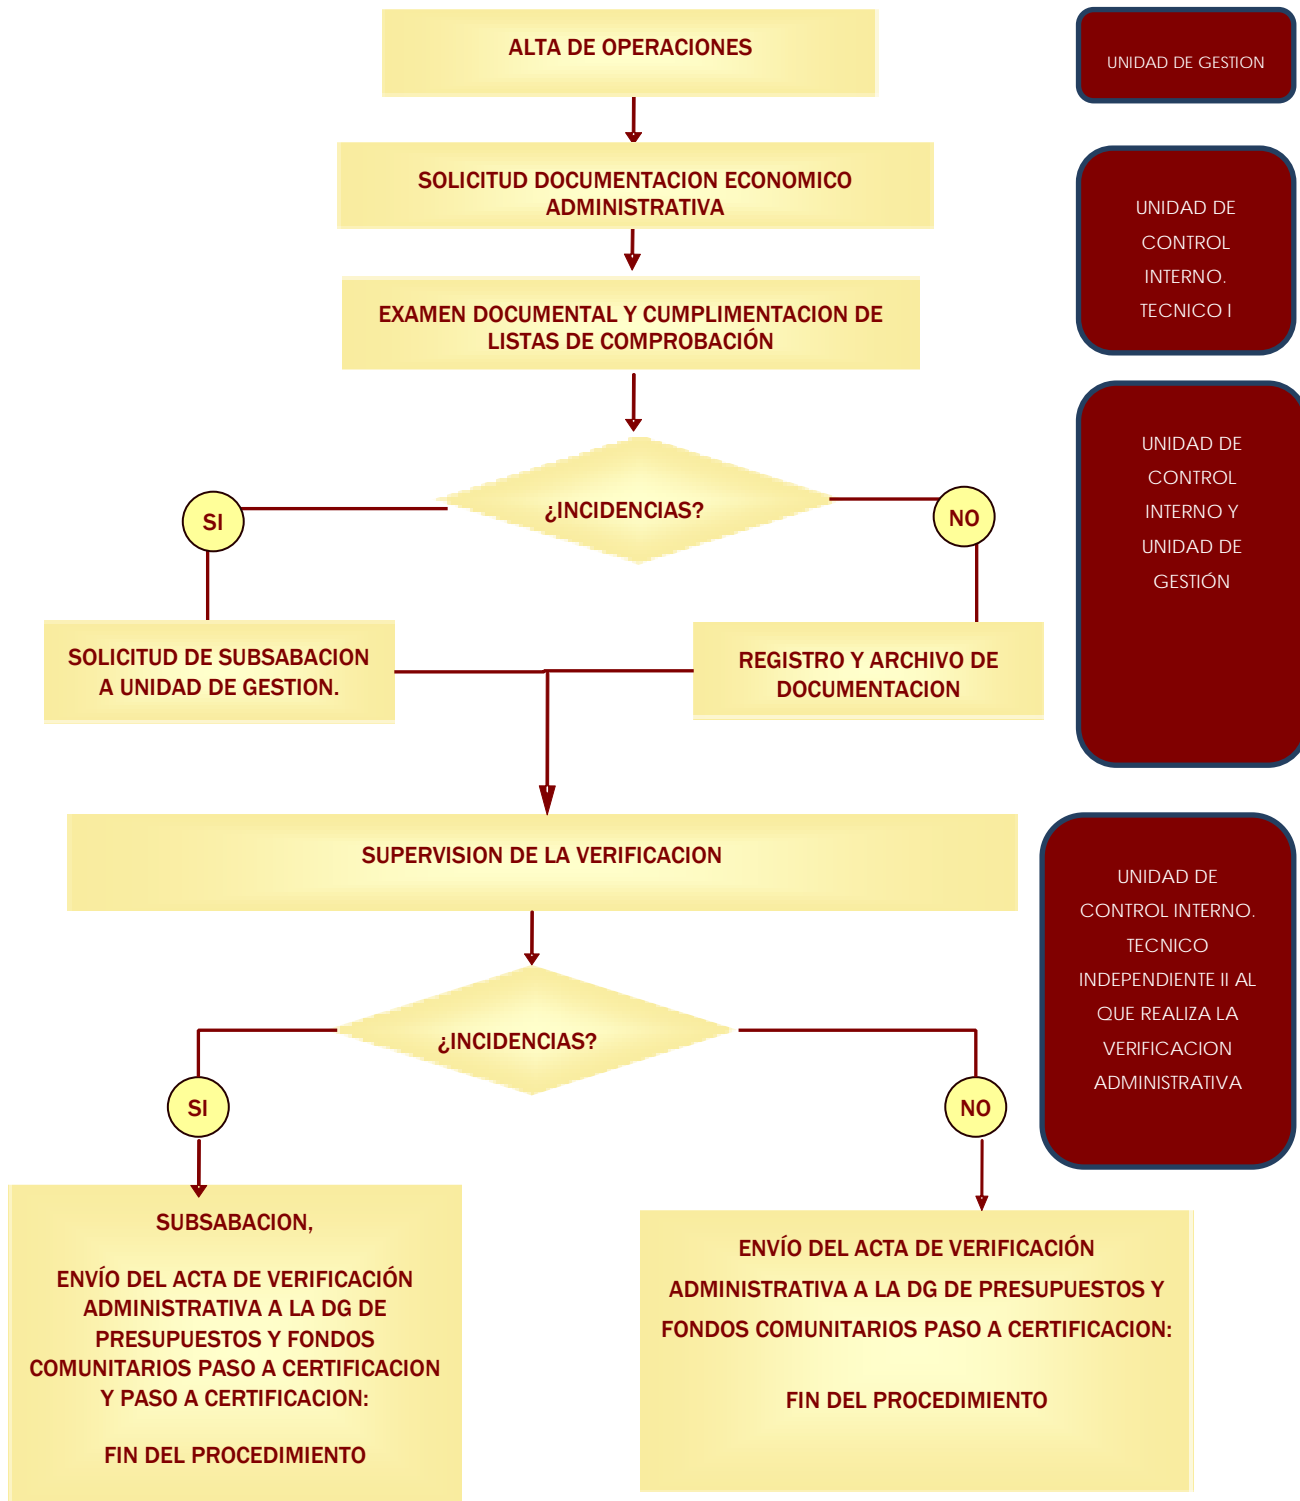 ALTA DE OPERACIONES
UNIDAD DE GESTION
SOLICITUD DOCUMENTACION ECONOMICO
ADMINISTRATIVA
UNIDAD DE
CONTROL
INTERNO.
TECNICO I
EXAMEN DOCUMENTAL Y CUMPLIMENTACION DE
LISTAS DE COMPROBACIÓN
¿INCIDENCIAS?
SI
NO
UNIDAD DE
CONTROL
INTERNO Y
UNIDAD DE
GESTIÓN
SOLICITUD DE SUBSABACION
A UNIDAD DE GESTION.
REGISTRO Y ARCHIVO DE
DOCUMENTACION
SUPERVISION DE LA VERIFICACION
UNIDAD DE
CONTROL INTERNO.
TECNICO
INDEPENDIENTE II AL
QUE REALIZA LA
VERIFICACION
ADMINISTRATIVA
¿INCIDENCIAS?
SI
NO
SUBSABACION,
ENVÍO DEL ACTA DE VERIFICACIÓN
ADMINISTRATIVA A LA DG DE
PRESUPUESTOS Y FONDOS
COMUNITARIOS PASO A CERTIFICACION
Y PASO A CERTIFICACION:
FIN DEL PROCEDIMIENTO
ENVÍO DEL ACTA DE VERIFICACIÓN
ADMINISTRATIVA A LA DG DE PRESUPUESTOS Y
FONDOS COMUNITARIOS PASO A CERTIFICACION:
FIN DEL PROCEDIMIENTO